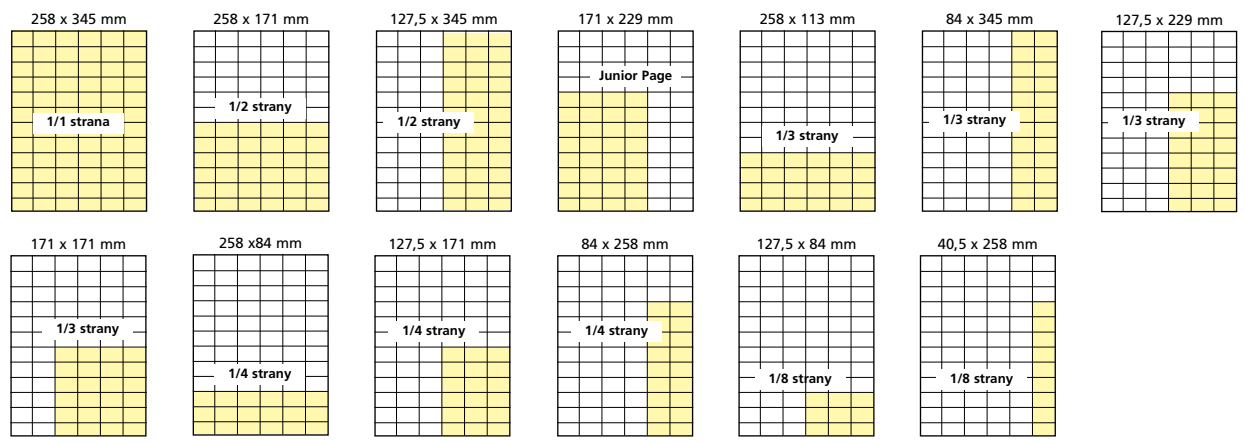 258 x 345 mm
1/1 strana
258 x 171 mm
1/2 strany
127,5 x 345 mm
1/2 strany
171 x 229 mm
Junior Page
258 x 113 mm
1/3 strany
84 x 345 mm
1/3 strany
127,5 x 229 mm
1/3 strany
171 x 171 mm
1/3 strany
258 x84 mm
1/4 strany
127,5 x 171 mm
1/4 strany
84 x 258 mm
1/4 strany
127,5 x 84 mm
1/8 strany
40,5 x 258 mm
1/8 strany